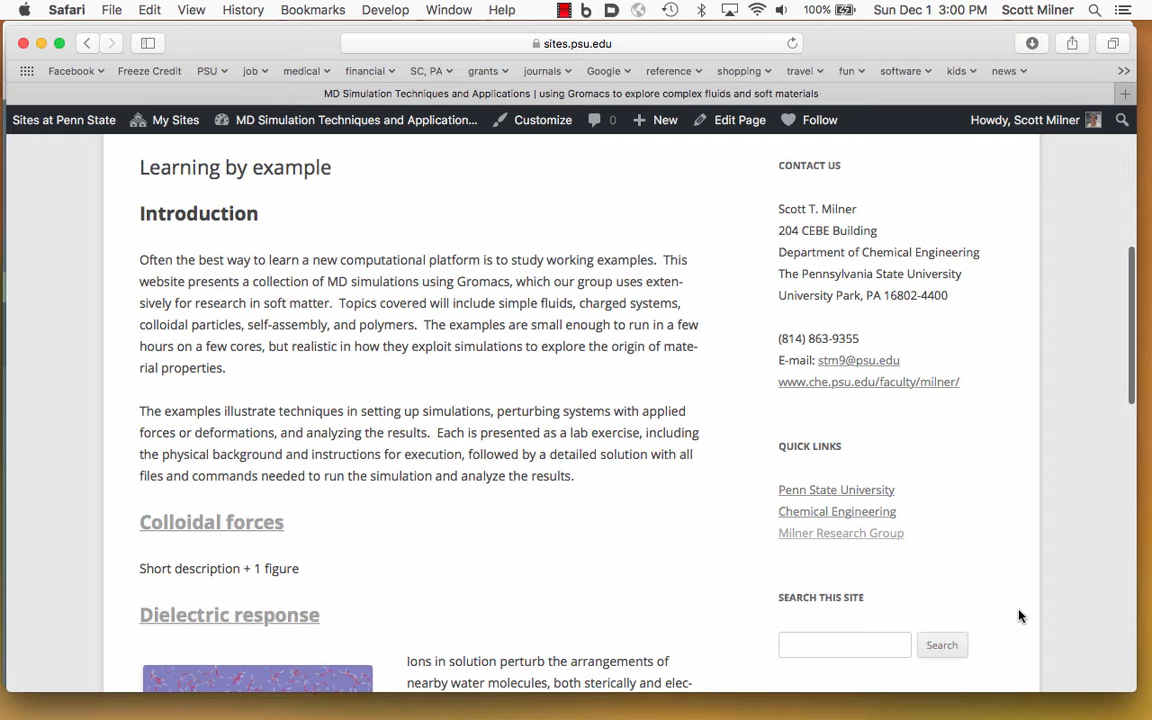 Safari File Edit View History Bookmarks Develop Window Help 100% Sun Dec 1 3:00 PM Scott Milner
sites.psu.edu
Facebook Freeze Credit PSU job medical financial SC, PA grants journals Google reference shopping travel fun software kids news
MD Simulation Techniques and Applications | using Gromacs to explore complex fluids and soft materials
Sites at Penn State My Sites MD Simulation Techniques and Application... Customize 0 New Edit Page Follow Howdy, Scott Milner
Learning by example
Introduction
Often the best way to learn a new computational platform is to study working examples. This
website presents a collection of MD simulations using Gromacs, which our group uses exten-
sively for research in soft matter. Topics covered will include simple fluids, charged systems,
colloidal particles, self-assembly, and polymers. The examples are small enough to run in a few
hours on a few cores, but realistic in how they exploit simulations to explore the origin of mate-
rial properties.
The examples illustrate techniques in setting up simulations, perturbing systems with applied
forces or deformations, and analyzing the results. Each is presented as a lab exercise, including
the physical background and instructions for execution, followed by a detailed solution with all
files and commands needed to run the simulation and analyze the results.
Colloidal forces
Short description + 1 figure
Dielectric response
Ions in solution perturb the arrangements of
nearby water molecules, both sterically and elec-
CONTACT US
Scott T. Milner
204 CEBE Building
Department of Chemical Engineering
The Pennsylvania State University
University Park, PA 16802-4400
(814) 863-9355
E-mail: stm9@psu.edu
www.che.psu.edu/faculty/milner/
QUICK LINKS
Penn State University
Chemical Engineering
Milner Research Group
SEARCH THIS SITE
Search